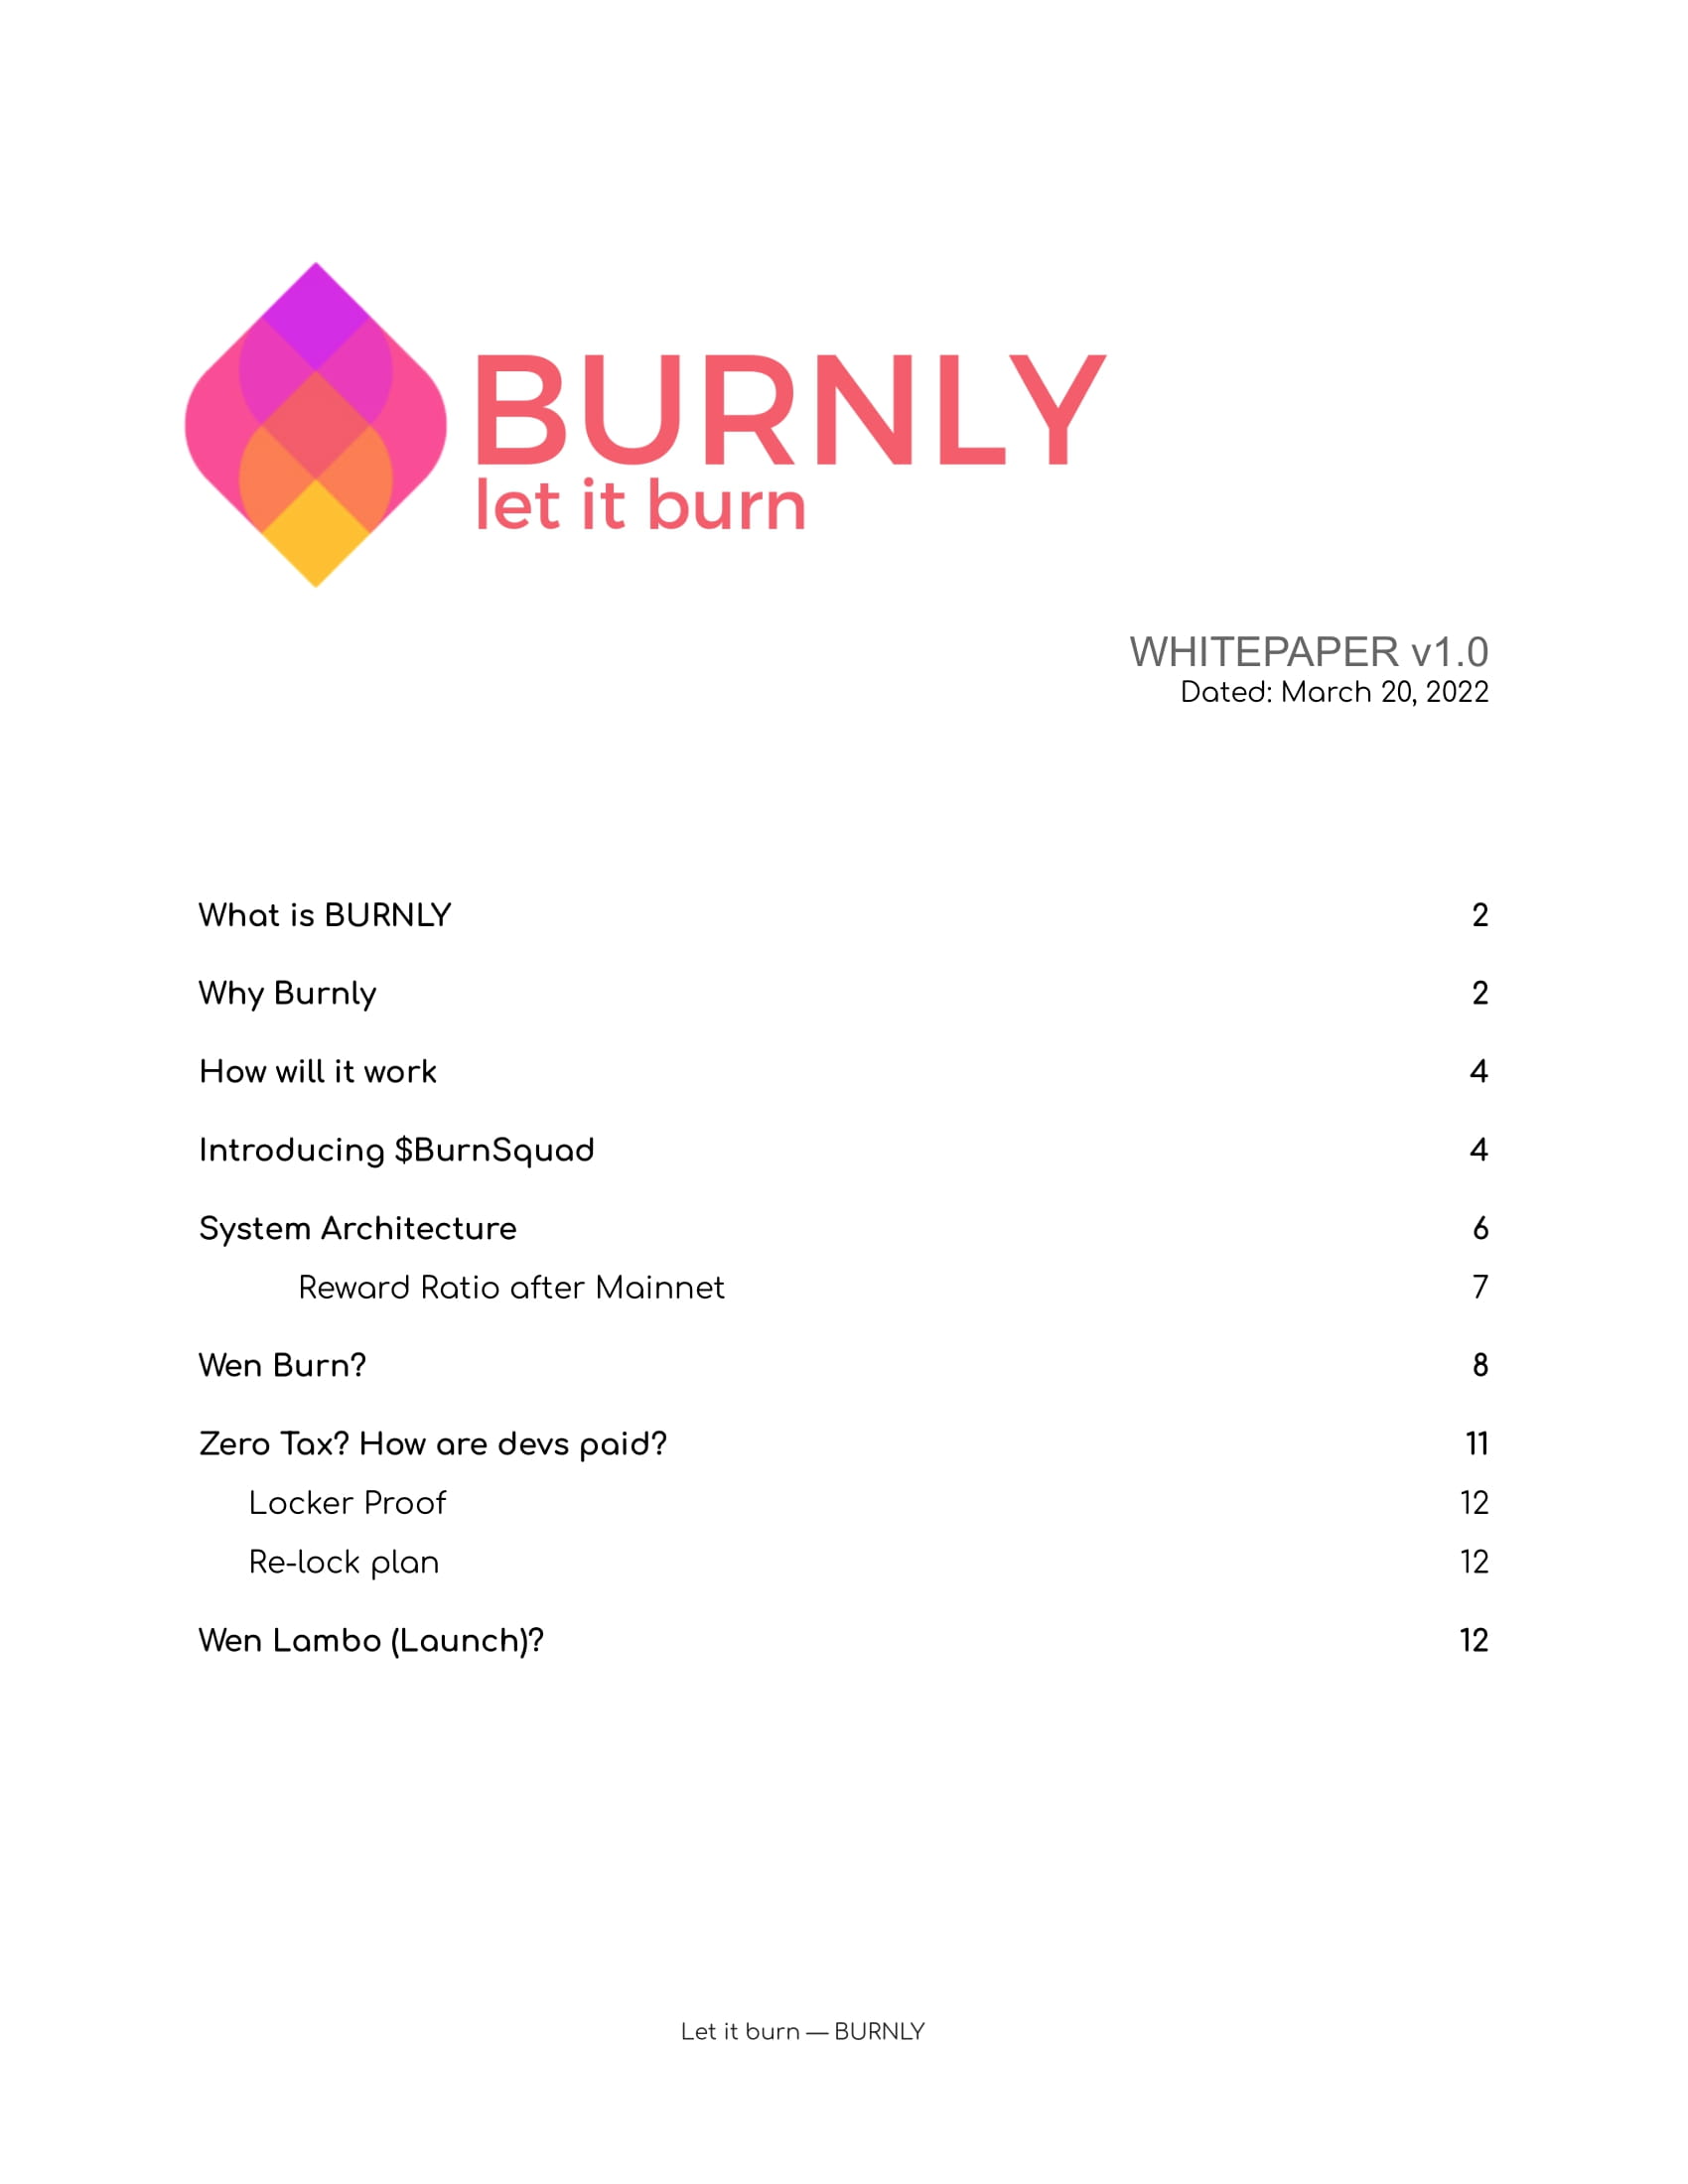 BURNLY
let it burn
WHITEPAPER v1.0
Dated: March 20, 2022
What is BURNLY 2
Why Burnly 2
How will it work 4
Introducing $BurnSquad 4
System Architecture 6
Reward Ratio after Mainnet 7
Wen Burn? 8
Zero Tax? How are devs paid? 11
Locker Proof 12
Re-lock plan 12
Wen Lambo (Launch)? 12
Let it burn — BURNLY